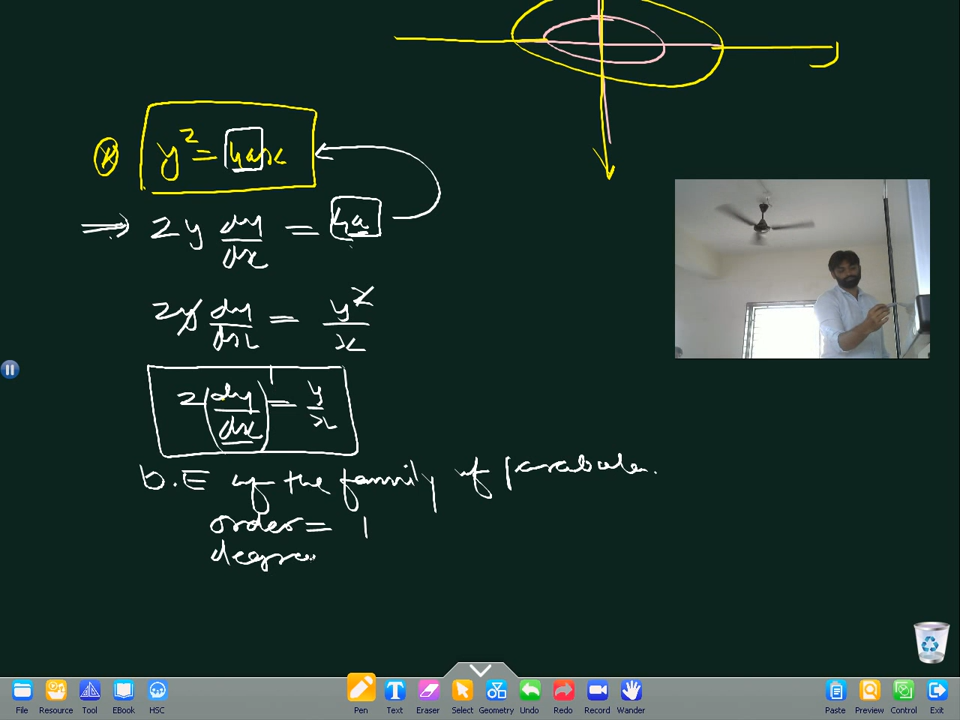 y
y² = 4ax
⇒ 2y dy/dx = 4a
2y dy/dx = y²/x
2(dy/dx)¹ = y/x
D.E of the family of parabola.
order = 1
degree
File Resource Tool EBook HSC Pen Text Eraser Select Geometry Undo Redo Record Wander Paste Preview Control Exit